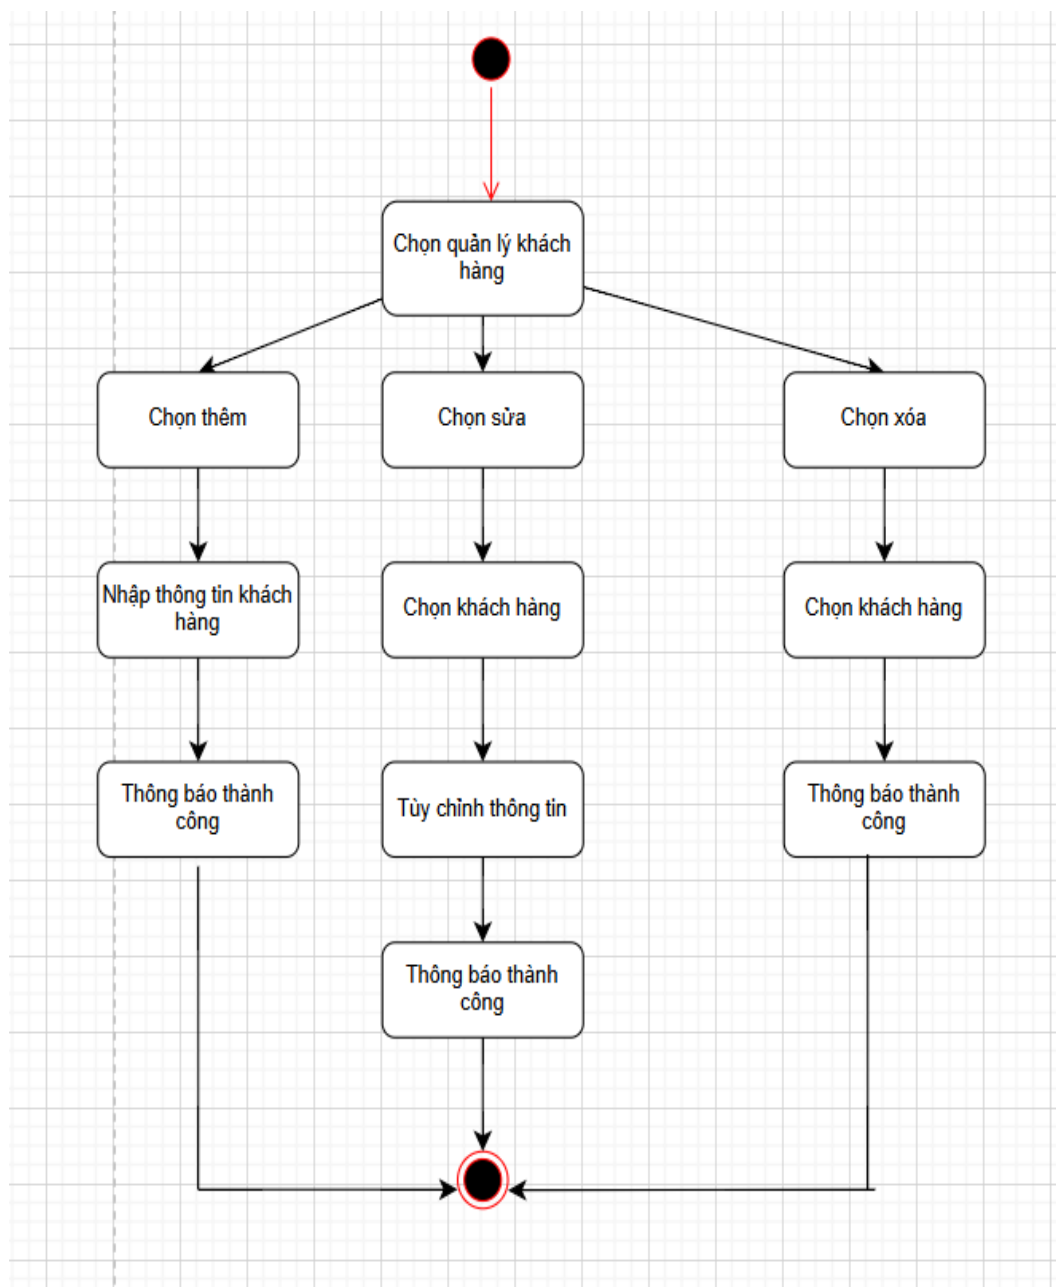 Chọn quản lý khách
hàng
Chọn thêm
Chọn sửa
Chọn xóa
Nhập thông tin khách
hàng
Chọn khách hàng
Chọn khách hàng
Thông báo thành
công
Tùy chỉnh thông tin
Thông báo thành
công
Thông báo thành
công